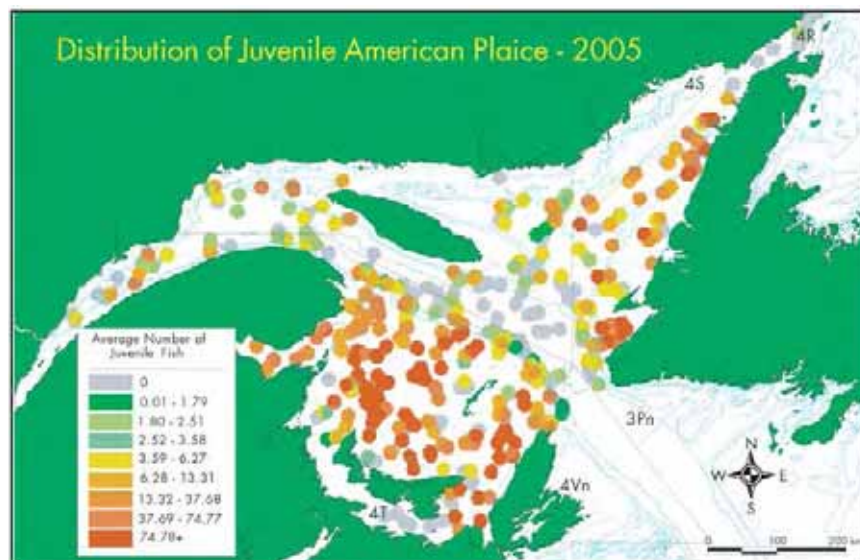 Distribution of Juvenile American Plaice - 2005
4R
4S
Average Number of
Juvenile Fish
0
0.01 - 1.79
1.80 - 2.51
2.52 - 3.58
3.59 - 6.27
6.28 - 13.31
13.32 - 37.68
37.69 - 74.77
74.78+
3Pn
4Vn
4T
N
W
E
S
0
100
200 km